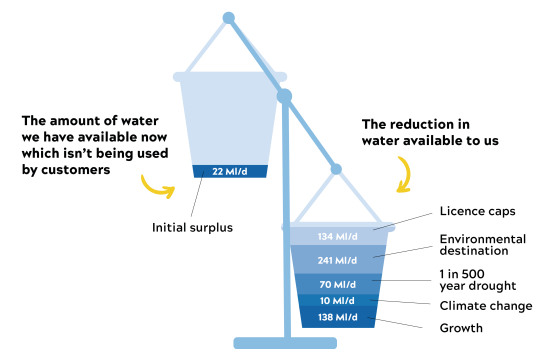 The amount of water
we have available now
which isn't being used
by customers
22 Ml/d
Initial surplus
The reduction in
water available to us
134 Ml/d
Licence caps
241 Ml/d
Environmental
destination
70 Ml/d
1 in 500
year drought
10 Ml/d
Climate change
138 Ml/d
Growth